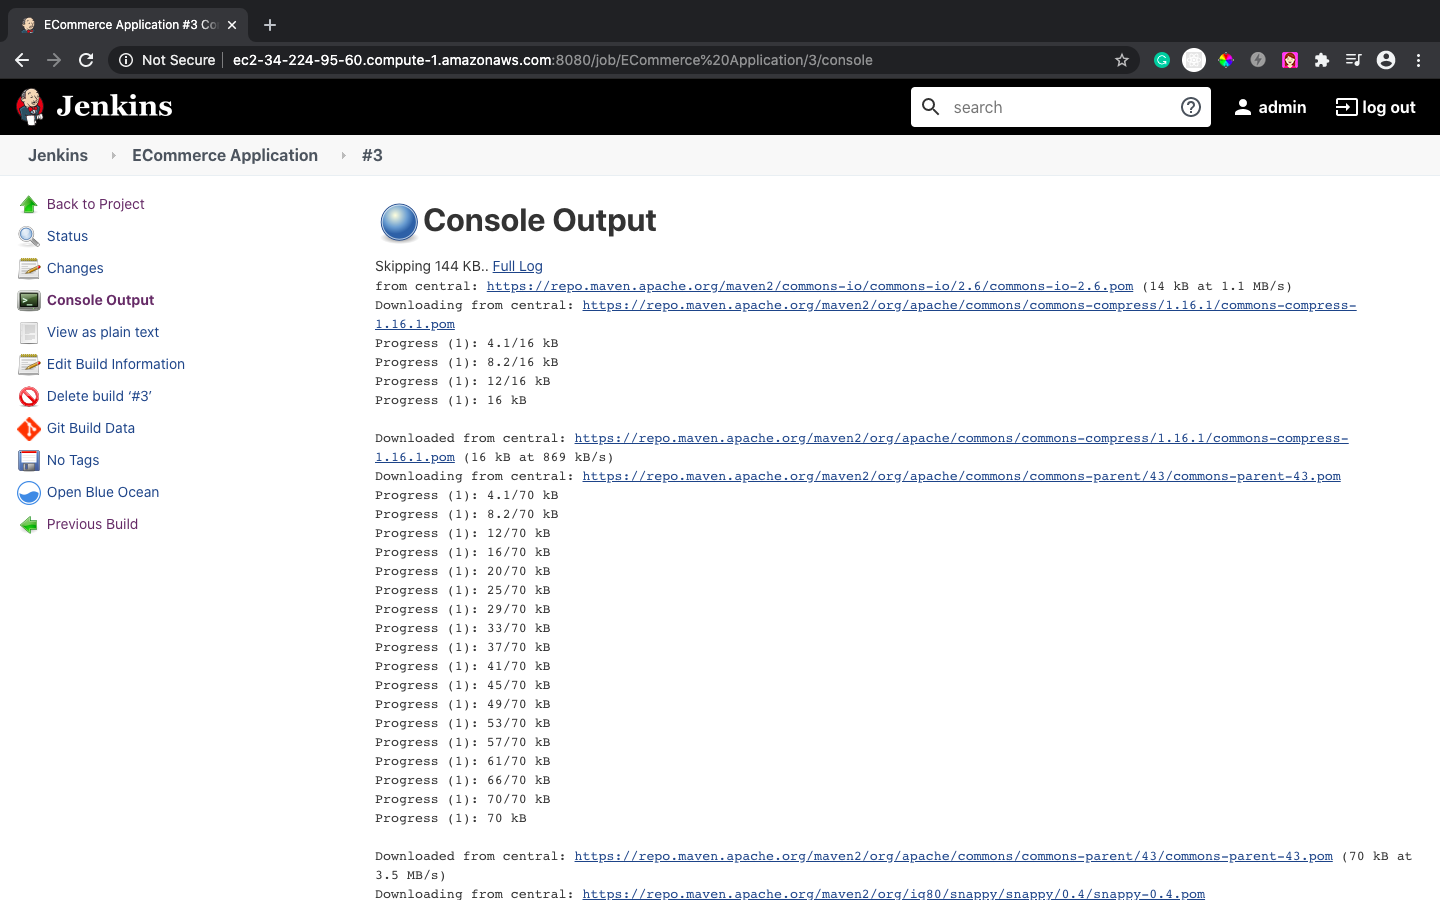 ECommerce Application #3 Co
Not Secure
ec2-34-224-95-60.compute-1.amazonaws.com:8080/job/ECommerce%20Application/3/console
Jenkins
search
admin
log out
Jenkins
ECommerce Application
#3
Back to Project
Status
Changes
Console Output
View as plain text
Edit Build Information
Delete build ‘#3’
Git Build Data
No Tags
Open Blue Ocean
Previous Build
Console Output
Skipping 144 KB.. Full Log
from central: https://repo.maven.apache.org/maven2/commons-io/commons-io/2.6/commons-io-2.6.pom (14 kB at 1.1 MB/s)
Downloading from central: https://repo.maven.apache.org/maven2/org/apache/commons/commons-compress/1.16.1/commons-compress-
1.16.1.pom
Progress (1): 4.1/16 kB
Progress (1): 8.2/16 kB
Progress (1): 12/16 kB
Progress (1): 16 kB
Downloaded from central: https://repo.maven.apache.org/maven2/org/apache/commons/commons-compress/1.16.1/commons-compress-
1.16.1.pom (16 kB at 869 kB/s)
Downloading from central: https://repo.maven.apache.org/maven2/org/apache/commons/commons-parent/43/commons-parent-43.pom
Progress (1): 4.1/70 kB
Progress (1): 8.2/70 kB
Progress (1): 12/70 kB
Progress (1): 16/70 kB
Progress (1): 20/70 kB
Progress (1): 25/70 kB
Progress (1): 29/70 kB
Progress (1): 33/70 kB
Progress (1): 37/70 kB
Progress (1): 41/70 kB
Progress (1): 45/70 kB
Progress (1): 49/70 kB
Progress (1): 53/70 kB
Progress (1): 57/70 kB
Progress (1): 61/70 kB
Progress (1): 66/70 kB
Progress (1): 70/70 kB
Progress (1): 70 kB
Downloaded from central: https://repo.maven.apache.org/maven2/org/apache/commons/commons-parent/43/commons-parent-43.pom (70 kB at
3.5 MB/s)
Downloading from central: https://repo.maven.apache.org/maven2/org/iq80/snappy/snappy/0.4/snappy-0.4.pom